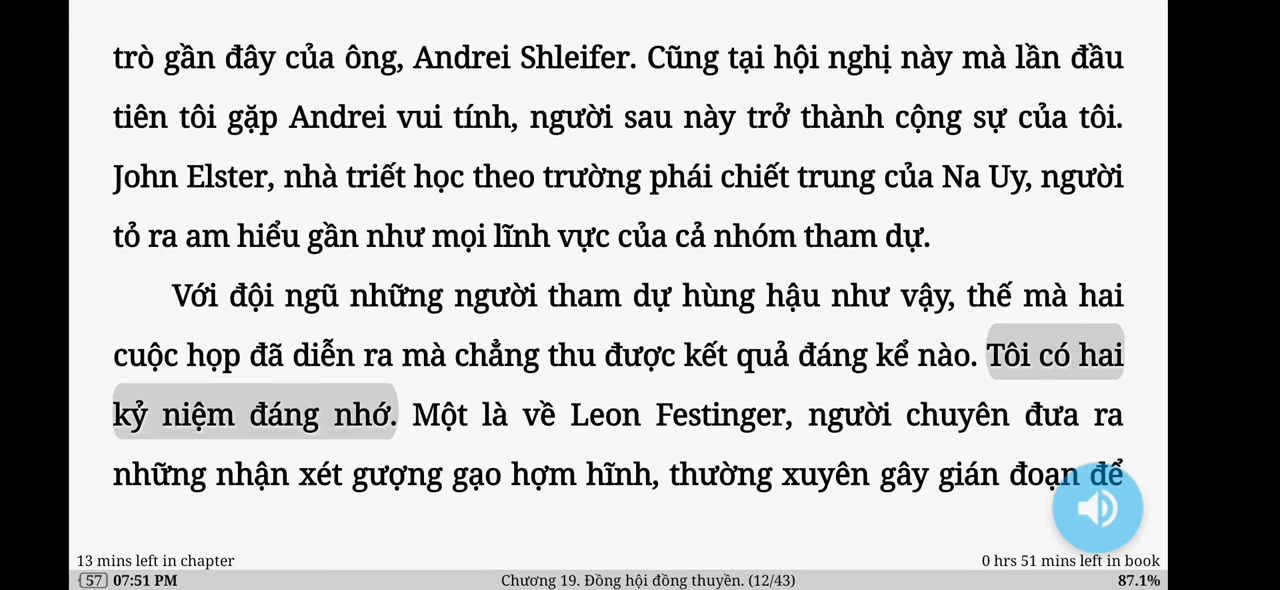 trò gần đây của ông, Andrei Shleifer. Cũng tại hội nghị này mà lần đầu
tiên tôi gặp Andrei vui tính, người sau này trở thành cộng sự của tôi.
John Elster, nhà triết học theo trường phái chiết trung của Na Uy, người
tỏ ra am hiểu gần như mọi lĩnh vực của cả nhóm tham dự.
Với đội ngũ những người tham dự hùng hậu như vậy, thế mà hai
cuộc họp đã diễn ra mà chẳng thu được kết quả đáng kể nào. Tôi có hai
kỷ niệm đáng nhớ. Một là về Leon Festinger, người chuyên đưa ra
những nhận xét gượng gạo hợm hĩnh, thường xuyên gây gián đoạn để
13 mins left in chapter
0 hrs 51 mins left in book
57 07:51 PM
Chương 19. Đồng hội đồng thuyền. (12/43)
87.1%